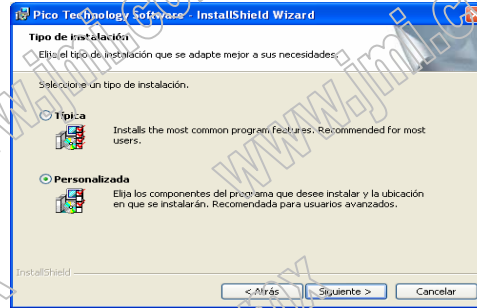 Pico Technology Software - InstallShield Wizard
Tipo de instalación
Elija el tipo de instalación que se adapte mejor a sus necesidades.
Seleccione un tipo de instalación.
Típica
Installs the most common program features. Recommended for most
users.
Personalizada
Elija los componentes del programa que desee instalar y la ubicación
en que se instalarán. Recomendada para usuarios avanzados.
InstallShield
< Atrás Siguiente > Cancelar